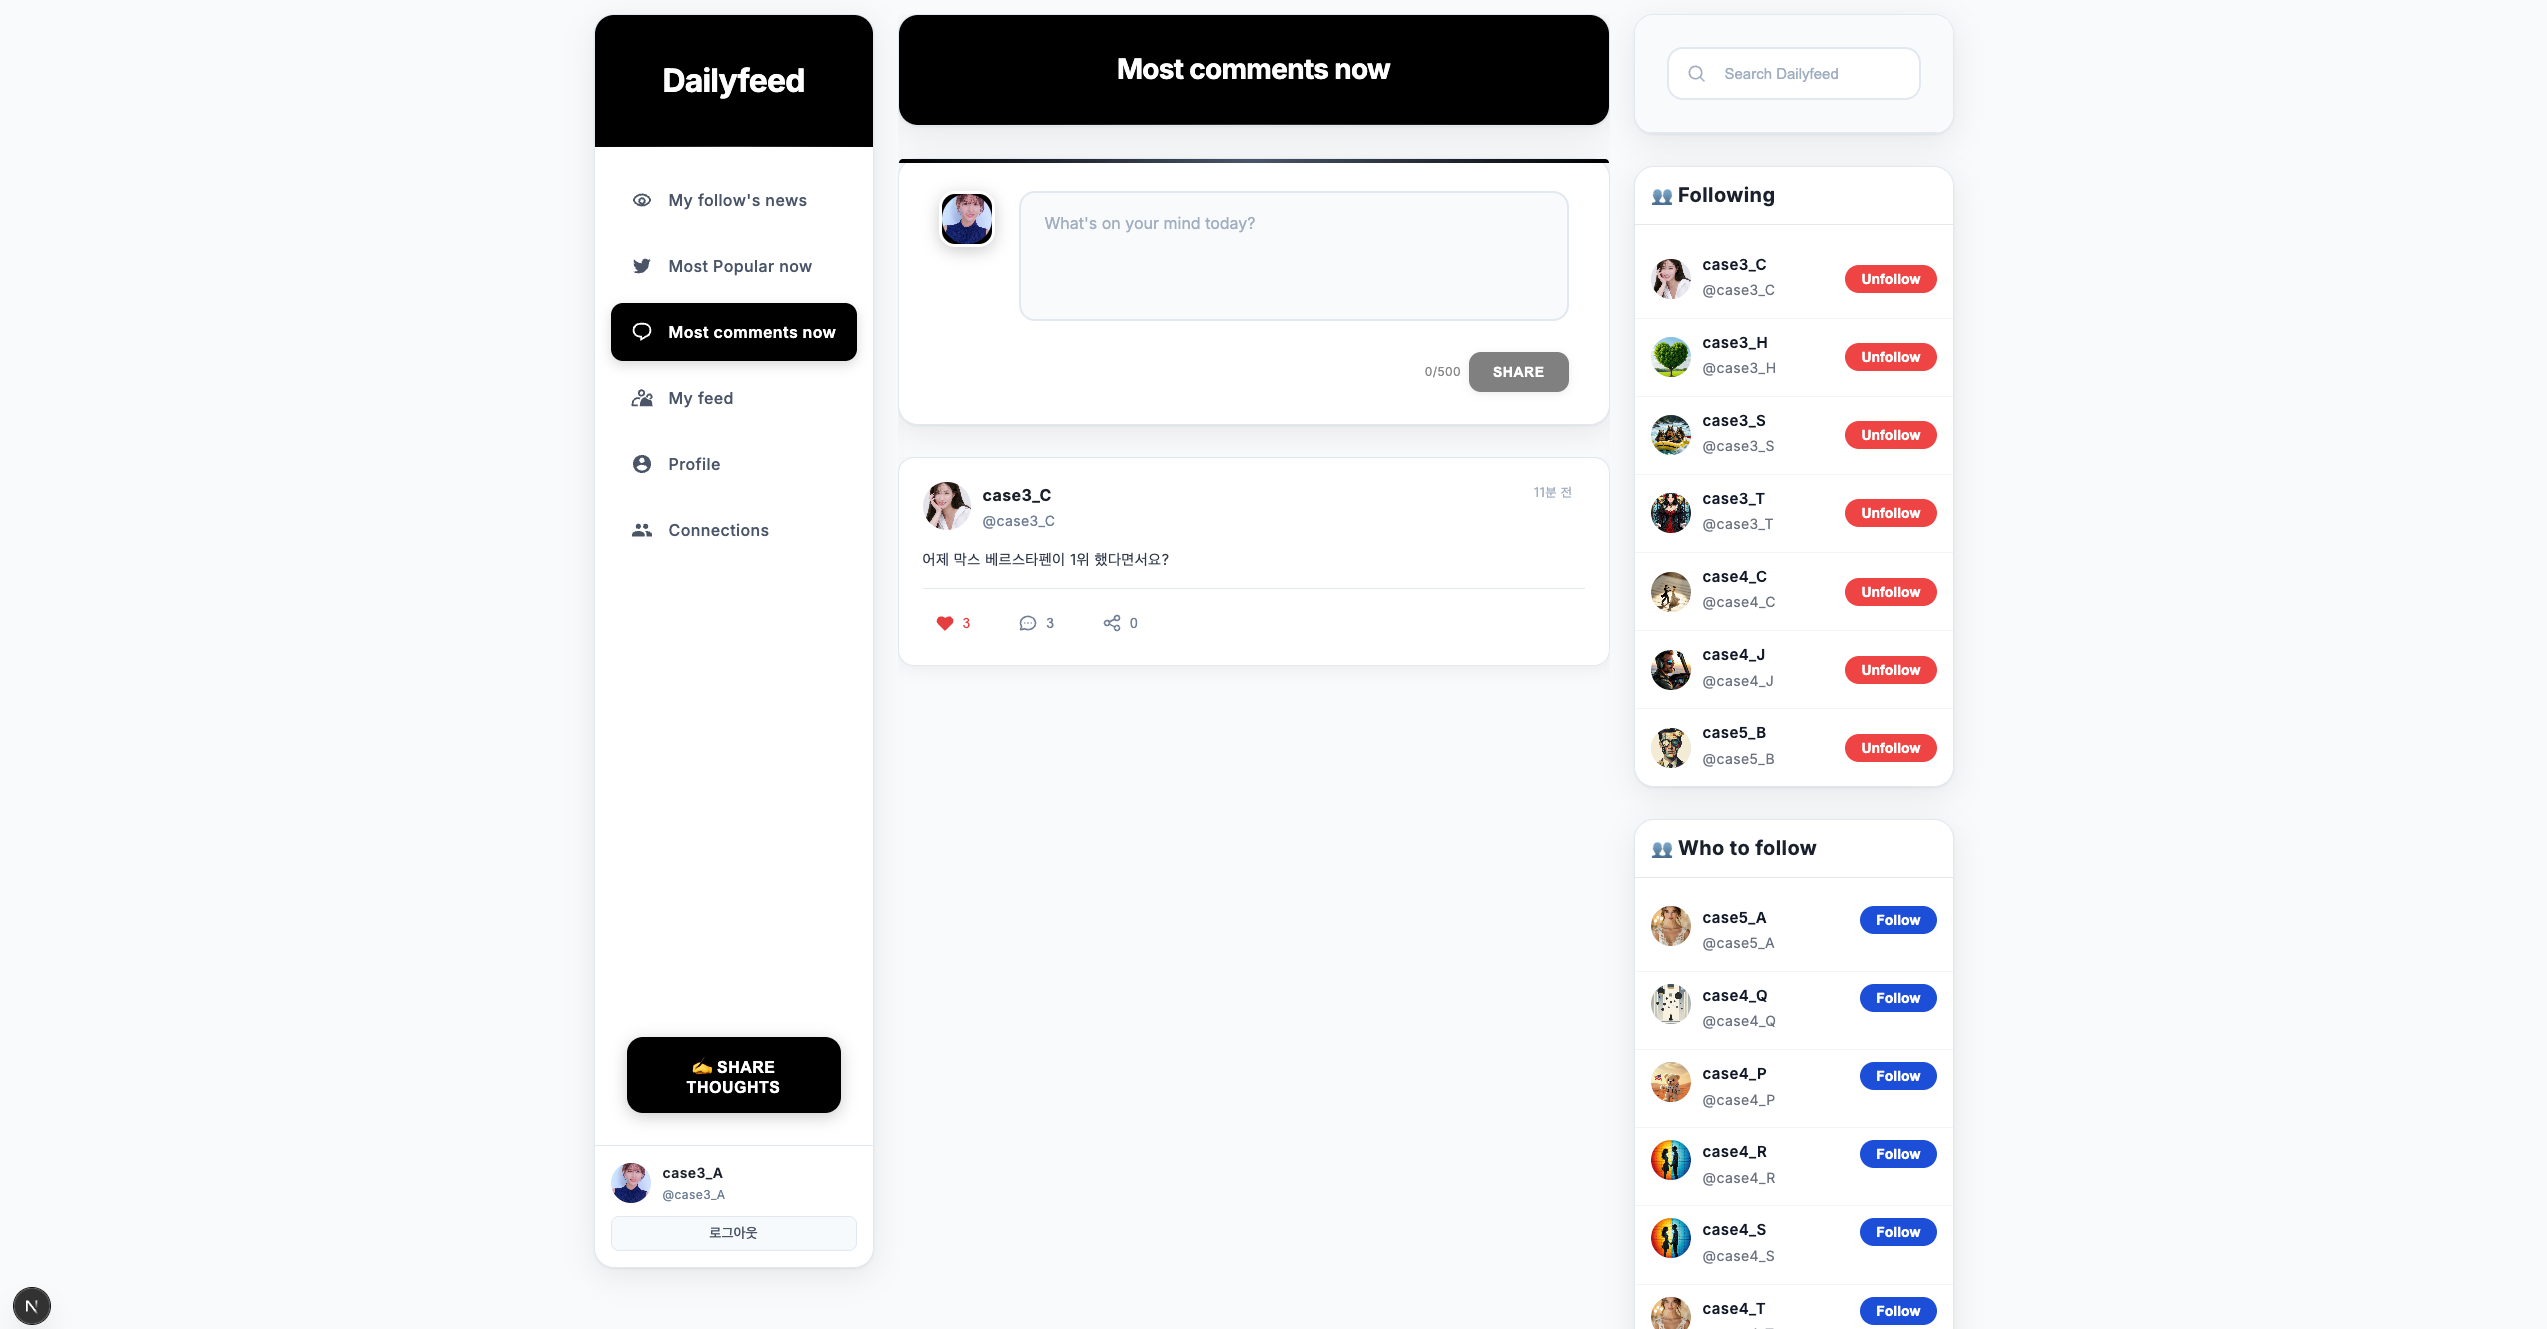 Dailyfeed
My follow's news
Most Popular now
Most comments now
My feed
Profile
Connections
✍️ SHARE
THOUGHTS
case3_A
@case3_A
로그아웃
Most comments now
What's on your mind today?
0/500
SHARE
case3_C
@case3_C
11분 전
어제 막스 베르스타펜이 1위 했다면서요?
3
3
0
Search Dailyfeed
👥 Following
case3_C
@case3_C
Unfollow
case3_H
@case3_H
Unfollow
case3_S
@case3_S
Unfollow
case3_T
@case3_T
Unfollow
case4_C
@case4_C
Unfollow
case4_J
@case4_J
Unfollow
case5_B
@case5_B
Unfollow
👥 Who to follow
case5_A
@case5_A
Follow
case4_Q
@case4_Q
Follow
case4_P
@case4_P
Follow
case4_R
@case4_R
Follow
case4_S
@case4_S
Follow
case4_T
Follow
N